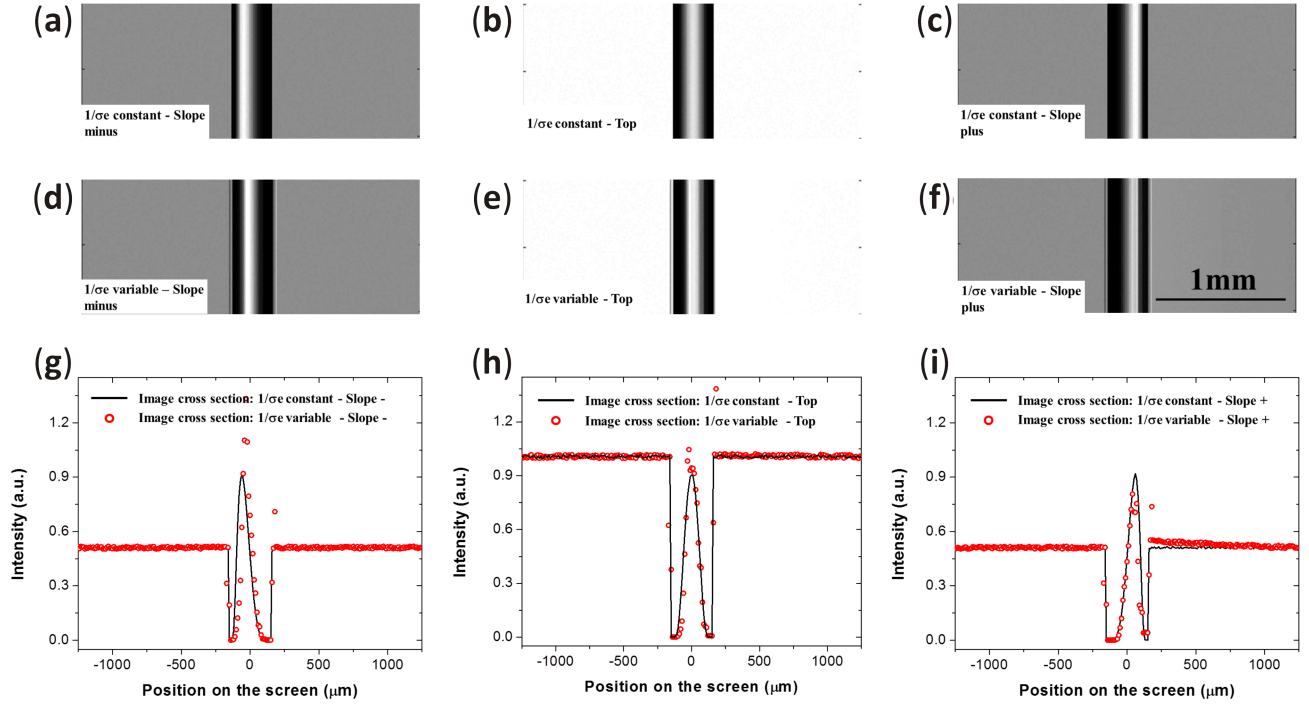 (a)
(b)
(c)
1/σe constant - Slope
minus
1/σe constant - Top
1/σe constant - Slope
plus
(d)
(e)
(f)
1/σe variable – Slope
minus
1/σe variable - Top
1/σe variable - Slope
plus
1mm
(g)
Image cross section: 1/σe constant - Slope -
Image cross section: 1/σe variable - Slope -
1.2
0.9
0.6
0.3
0.0
Intensity (a.u.)
-1000
-500
0
500
1000
Position on the screen (μm)
(h)
Image cross section: 1/σe constant - Top
Image cross section: 1/σe variable - Top
1.2
0.9
0.6
0.3
0.0
Intensity (a.u.)
-1000
-500
0
500
1000
Position on the screen (μm)
(i)
Image cross section: 1/σe constant - Slope +
Image cross section: 1/σe variable - Slope +
1.2
0.9
0.6
0.3
0.0
Intensity (a.u.)
-1000
-500
0
500
1000
Position on the screen (μm)